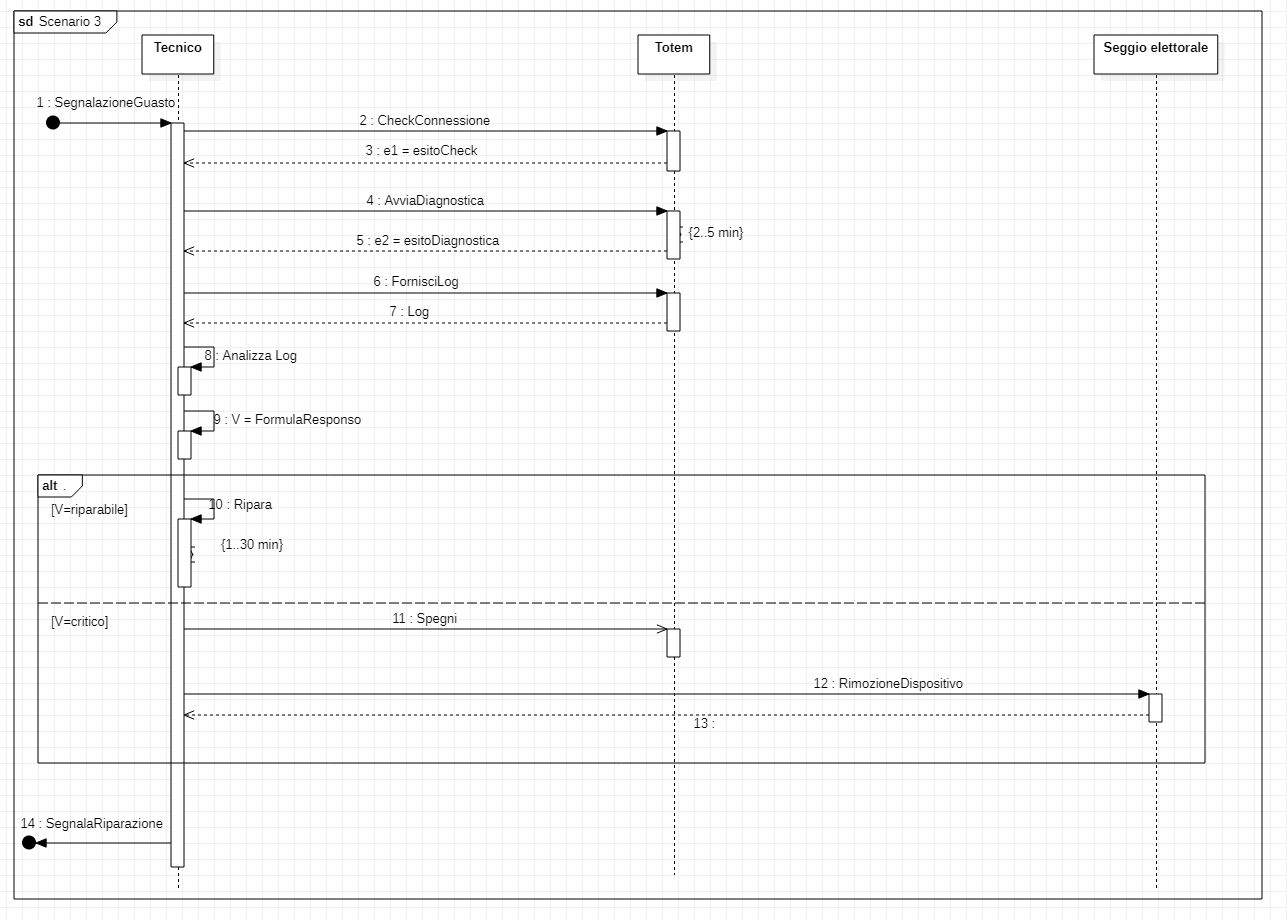 sd Scenario 3
Tecnico
Totem
Seggio elettorale
1 : SegnalazioneGuasto
2 : CheckConnessione
3 : e1 = esitoCheck
4 : AvviaDiagnostica
{2..5 min}
5 : e2 = esitoDiagnostica
6 : FornisciLog
7 : Log
8 : Analizza Log
9 : V = FormulaResponso
alt .
10 : Ripara
[V=riparabile]
{1..30 min}
11 : Spegni
[V=critico]
12 : RimozioneDispositivo
13 :
14 : SegnalaRiparazione